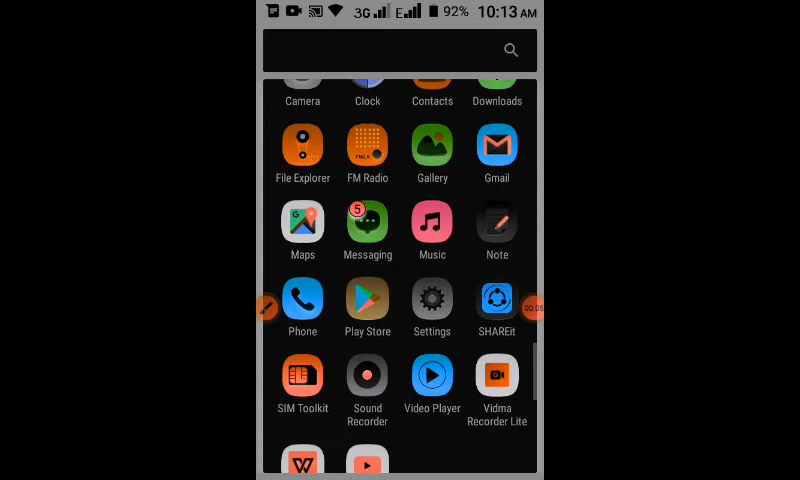 3G E 92% 10:13 AM
Camera Clock Contacts Downloads
FM
File Explorer FM Radio Gallery Gmail
G 5
Maps Messaging Music Note
00:05
Phone Play Store Settings SHAREit
SIM Toolkit Sound Recorder Video Player Vidma Recorder Lite
W